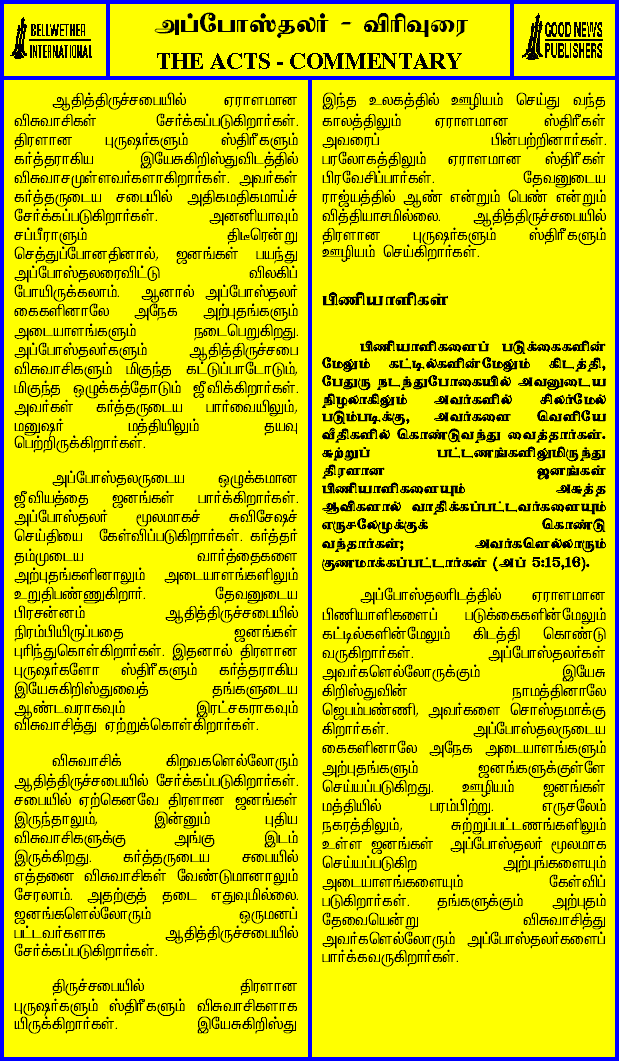 BELLWETHER
INTERNATIONAL
அப்போஸ்தலர் - விரிவுரை
THE ACTS - COMMENTARY
GOOD NEWS
PUBLISHERS
ஆதித்திருச்சபையில் ஏராளமான
விசுவாசிகள் சேர்க்கப்படுகிறார்கள்.
திரளான புருஷர்களும் ஸ்திரீகளும்
கர்த்தராகிய இயேசுகிறிஸ்துவிடத்தில்
விசுவாசமுள்ளவர்களாகிறார்கள். அவர்கள்
கர்த்தருடைய சபையில் அதிகமதிகமாய்ச்
சேர்க்கப்படுகிறார்கள். அனனியாவும்
சப்பீராளும் திடீரென்று
செத்துப்போனதினால், ஜனங்கள் பயந்து
அப்போஸ்தலரைவிட்டு விலகிப்
போயிருக்கலாம். ஆனால் அப்போஸ்தலர்
கைகளினாலே அநேக அற்புதங்களும்
அடையாளங்களும் நடைபெறுகிறது.
அப்போஸ்தலர்களும் ஆதித்திருச்சபை
விசுவாசிகளும் மிகுந்த கட்டுப்பாடோடும்,
மிகுந்த ஒழுக்கத்தோடும் ஜீவிக்கிறார்கள்.
அவர்கள் கர்த்தருடைய பார்வையிலும்,
மனுஷர் மத்தியிலும் தயவு
பெற்றிருக்கிறார்கள்.
அப்போஸ்தலருடைய ஒழுக்கமான
ஜீவியத்தை ஜனங்கள் பார்க்கிறார்கள்.
அப்போஸ்தலர் மூலமாகச் சுவிசேஷச்
செய்தியை கேள்விப்படுகிறார்கள். கர்த்தர்
தம்முடைய வார்த்தைகளை
அற்புதங்களினாலும் அடையாளங்களிலும்
உறுதிபண்ணுகிறார். தேவனுடைய
பிரசன்னம் ஆதித்திருச்சபையில்
நிரம்பியிருப்பதை ஜனங்கள்
புரிந்துகொள்கிறார்கள். இதனால் திரளான
புருஷர்களோ ஸ்திரீகளும் கர்த்தராகிய
இயேசுகிறிஸ்துவைத் தங்களுடைய
ஆண்டவராகவும் இரட்சகராகவும்
விசுவாசித்து ஏற்றுக்கொள்கிறார்கள்.
விசுவாசிக் கிறவகளெல்லோரும்
ஆதித்திருச்சபையில் சேர்க்கப்படுகிறார்கள்.
சபையில் ஏற்கெனவே திரளான ஜனங்கள்
இருந்தாலும், இன்னும் புதிய
விசுவாசிகளுக்கு அங்கு இடம்
இருக்கிறது. கர்த்தருடைய சபையில்
எத்தனை விசுவாசிகள் வேண்டுமானாலும்
சேரலாம். அதற்குத் தடை எதுவுமில்லை.
ஜனங்களெல்லோரும் ஒருமனப்
பட்டவர்களாக ஆதித்திருச்சபையில்
சேர்க்கப்படுகிறார்கள்.
திருச்சபையில் திரளான
புருஷர்களும் ஸ்திரீகளும் விசுவாசிகளாக
யிருக்கிறார்கள். இயேசுகிறிஸ்து
இந்த உலகத்தில் ஊழியம் செய்து வந்த
காலத்திலும் ஏராளமான ஸ்திரீகள்
அவரைப் பின்பற்றினார்கள்.
பரலோகத்திலும் ஏராளமான ஸ்திரீகள்
பிரவேசிப்பார்கள். தேவனுடைய
ராஜ்யத்தில் ஆண் என்றும் பெண் என்றும்
வித்தியாசமில்லை. ஆதித்திருச்சபையில்
திரளான புருஷர்களும் ஸ்திரீகளும்
ஊழியம் செய்கிறார்கள்.
பிணியாளிகள்
பிணியாளிகளைப் படுக்கைகளின்
மேலும் கட்டில்களின்மேலும் கிடத்தி,
பேதுரு நடந்துபோகையில் அவனுடைய
நிழலாகிலும் அவர்களில் சிலர்மேல்
படும்படிக்கு, அவர்களை வெளியே
வீதிகளில் கொண்டுவந்து வைத்தார்கள்.
சுற்றுப் பட்டணங்களிலுமிருந்து
திரளான ஜனங்கள்
பிணியாளிகளையும் அசுத்த
ஆவிகளால் வாதிக்கப்பட்டவர்களையும்
எருசலேமுக்குக் கொண்டு
வந்தார்கள்; அவர்களெல்லாரும்
குணமாக்கப்பட்டார்கள் (அப் 5:15,16).
அப்போஸ்தலரிடத்தில் ஏராளமான
பிணியாளிகளைப் படுக்கைகளின்மேலும்
கட்டில்களின்மேலும் கிடத்தி கொண்டு
வருகிறார்கள். அப்போஸ்தலர்கள்
அவர்களெல்லோருக்கும் இயேசு
கிறிஸ்துவின் நாமத்தினாலே
ஜெபம்பண்ணி, அவர்களை சொஸ்தமாக்கு
கிறார்கள். அப்போஸ்தலருடைய
கைகளினாலே அநேக அடையாளங்களும்
அற்புதங்களும் ஜனங்களுக்குள்ளே
செய்யப்படுகிறது. ஊழியம் ஜனங்கள்
மத்தியில் பரம்பிற்று. எருசலேம்
நகரத்திலும், சுற்றுப்பட்டணங்களிலும்
உள்ள ஜனங்கள் அப்போஸ்தலர் மூலமாக
செய்யப்படுகிற அற்புங்களையும்
அடையாளங்களையும் கேள்விப்
படுகிறார்கள். தங்களுக்கும் அற்புதம்
தேவையென்று விசுவாசித்து
அவர்களெல்லோரும் அப்போஸ்தலர்களைப்
பார்க்கவருகிறார்கள்.